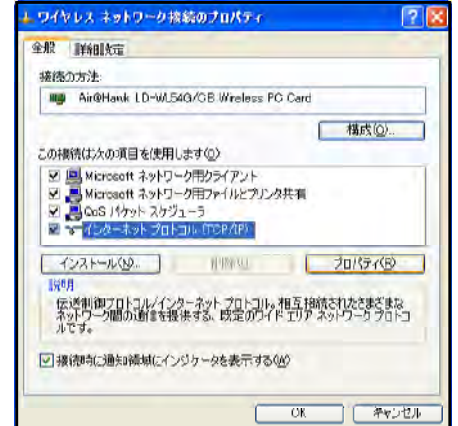 ワイヤレス ネットワーク接続のプロパティ
全般 詳細設定
接続の方法:
Air@Hawk LD-WL54G/CB Wireless PC Card
構成(C)...
この接続は次の項目を使用します(O):
Microsoft ネットワーク用クライアント
Microsoft ネットワーク用ファイルとプリンタ共有
QoS パケット スケジューラ
インターネット プロトコル (TCP/IP)
インストール(N)... 削除(U) プロパティ(R)
説明
伝送制御プロトコル/インターネット プロトコル。相互接続されたさまざまな
ネットワーク間の通信を提供する、既定のワイド エリア ネットワーク プロトコ
ルです。
接続時に通知領域にインジケータを表示する(W)
OK キャンセル